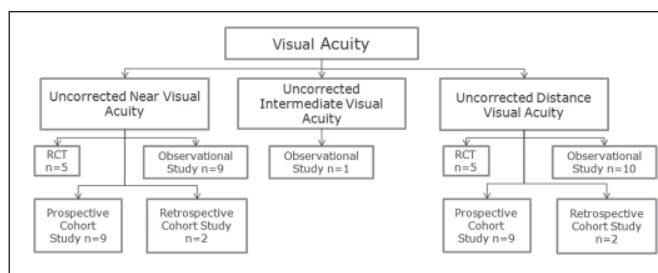 Visual Acuity
Uncorrected Near Visual
Acuity
Uncorrected
Intermediate Visual
Acuity
Uncorrected Distance
Visual Acuity
RCT
n=5
Observational
Study n=9
Observational
Study n=1
RCT
n=5
Observational
Study n=10
Prospective
Cohort
Study n=9
Retrospective
Cohort Study
n=2
Prospective
Cohort
Study n=9
Retrospective
Cohort Study
n=2